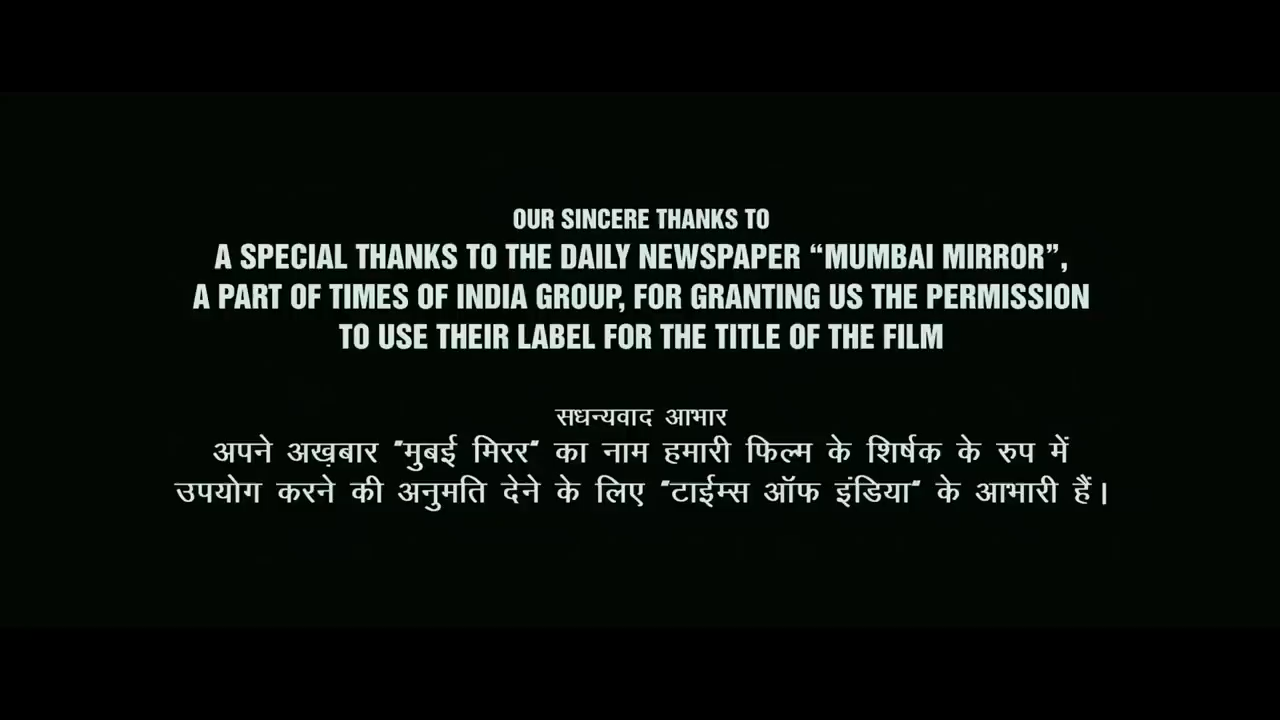 OUR SINCERE THANKS TO
A SPECIAL THANKS TO THE DAILY NEWSPAPER “MUMBAI MIRROR”,
A PART OF TIMES OF INDIA GROUP, FOR GRANTING US THE PERMISSION
TO USE THEIR LABEL FOR THE TITLE OF THE FILM
सधन्यवाद आभार
अपने अख़बार "मुबई मिरर" का नाम हमारी फिल्म के शिर्षक के रुप में
उपयोग करने की अनुमति देने के लिए "टाईम्स ऑफ इंडिया" के आभारी हैं।